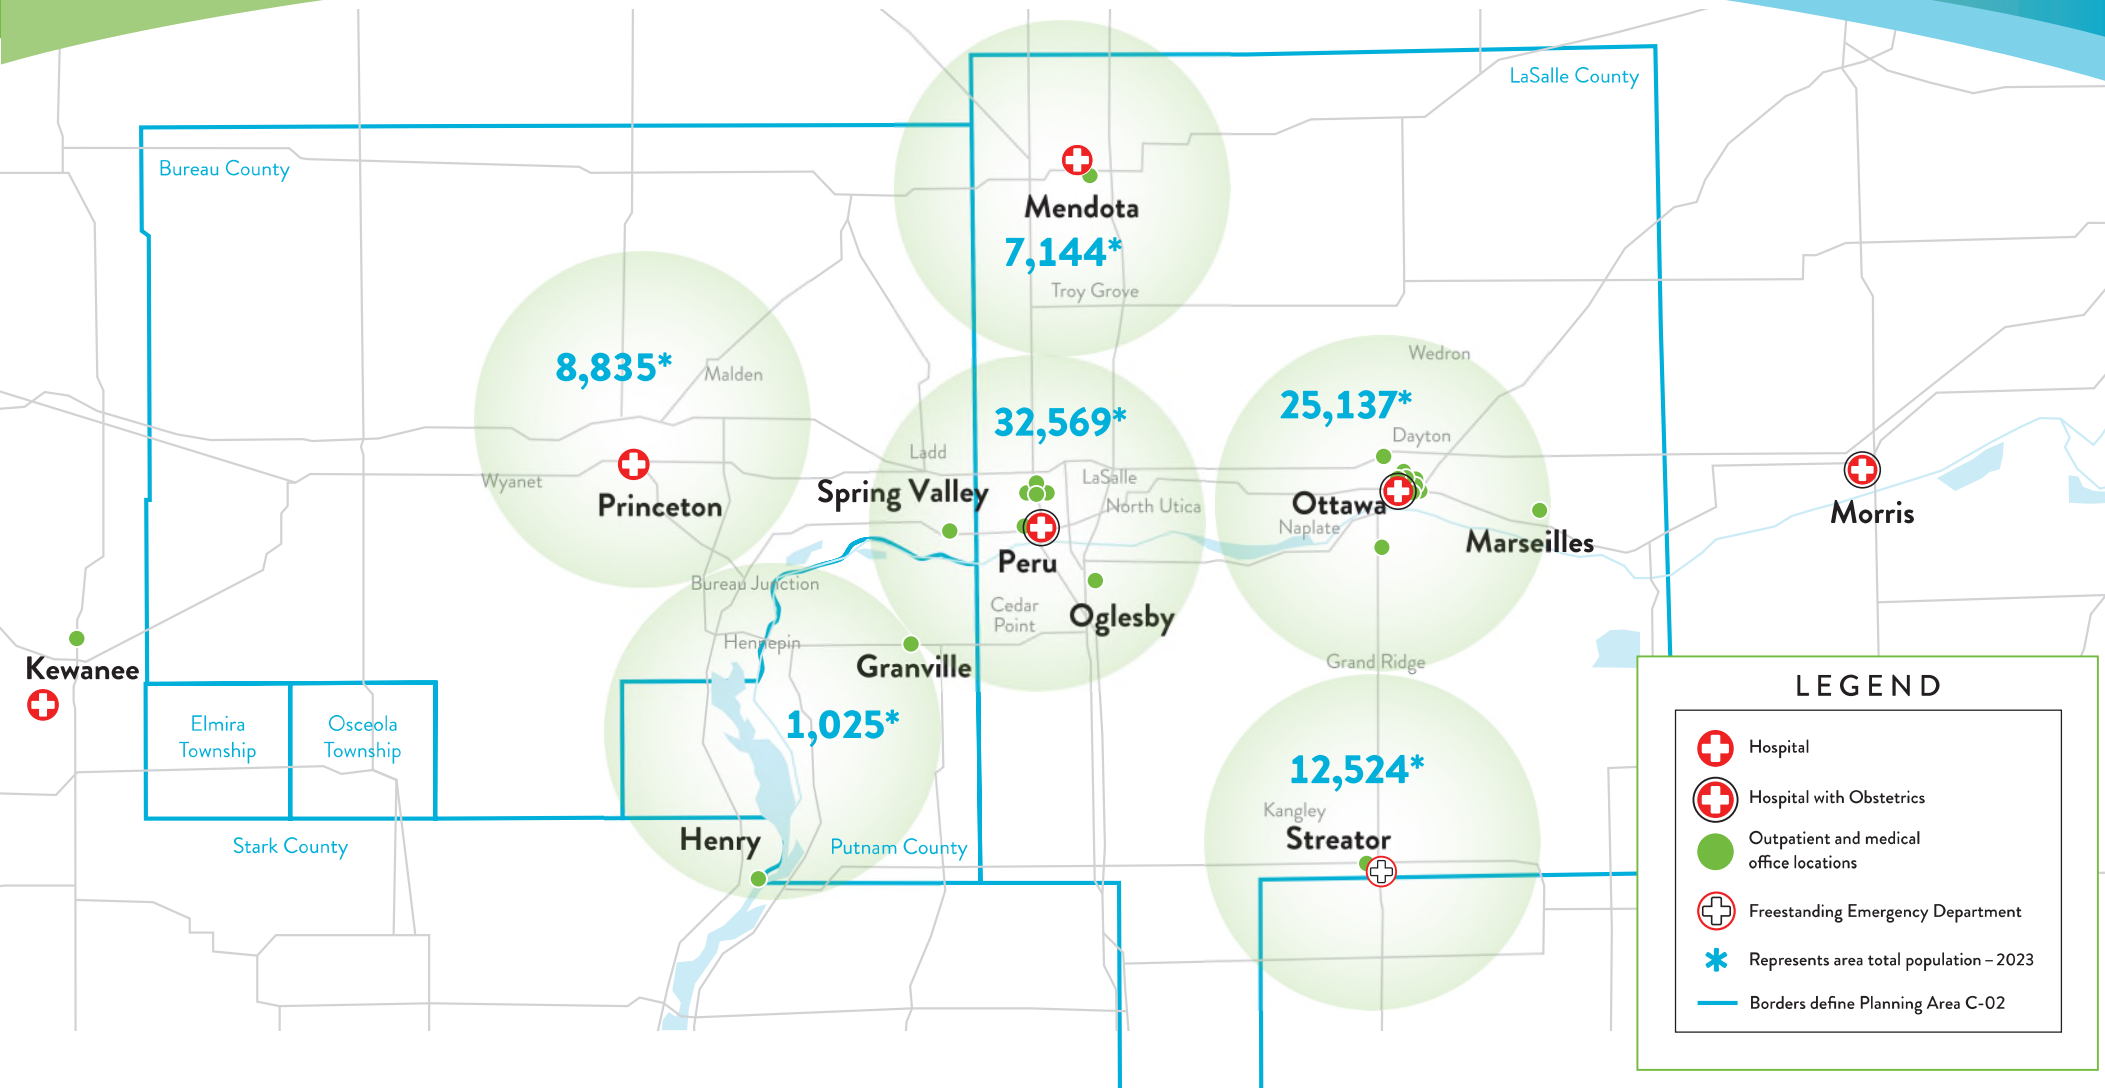 LaSalle County
Bureau County
Mendota
7,144*
Troy Grove
8,835*
Malden
Wedron
25,137*
32,569*
Dayton
Ladd
LaSalle
Wyanet
Spring Valley
North Utica
Princeton
Ottawa
Naplate
Morris
Marseilles
Peru
Bureau Junction
Cedar
Point
Oglesby
Hennepin
Granville
Kewanee
Grand Ridge
Elmira
Township
Osceola
Township
1,025*
12,524*
Kangley
Streator
Henry
Putnam County
Stark County
LEGEND
Hospital
Hospital with Obstetrics
Outpatient and medical
office locations
Freestanding Emergency Department
* Represents area total population – 2023
Borders define Planning Area C-02